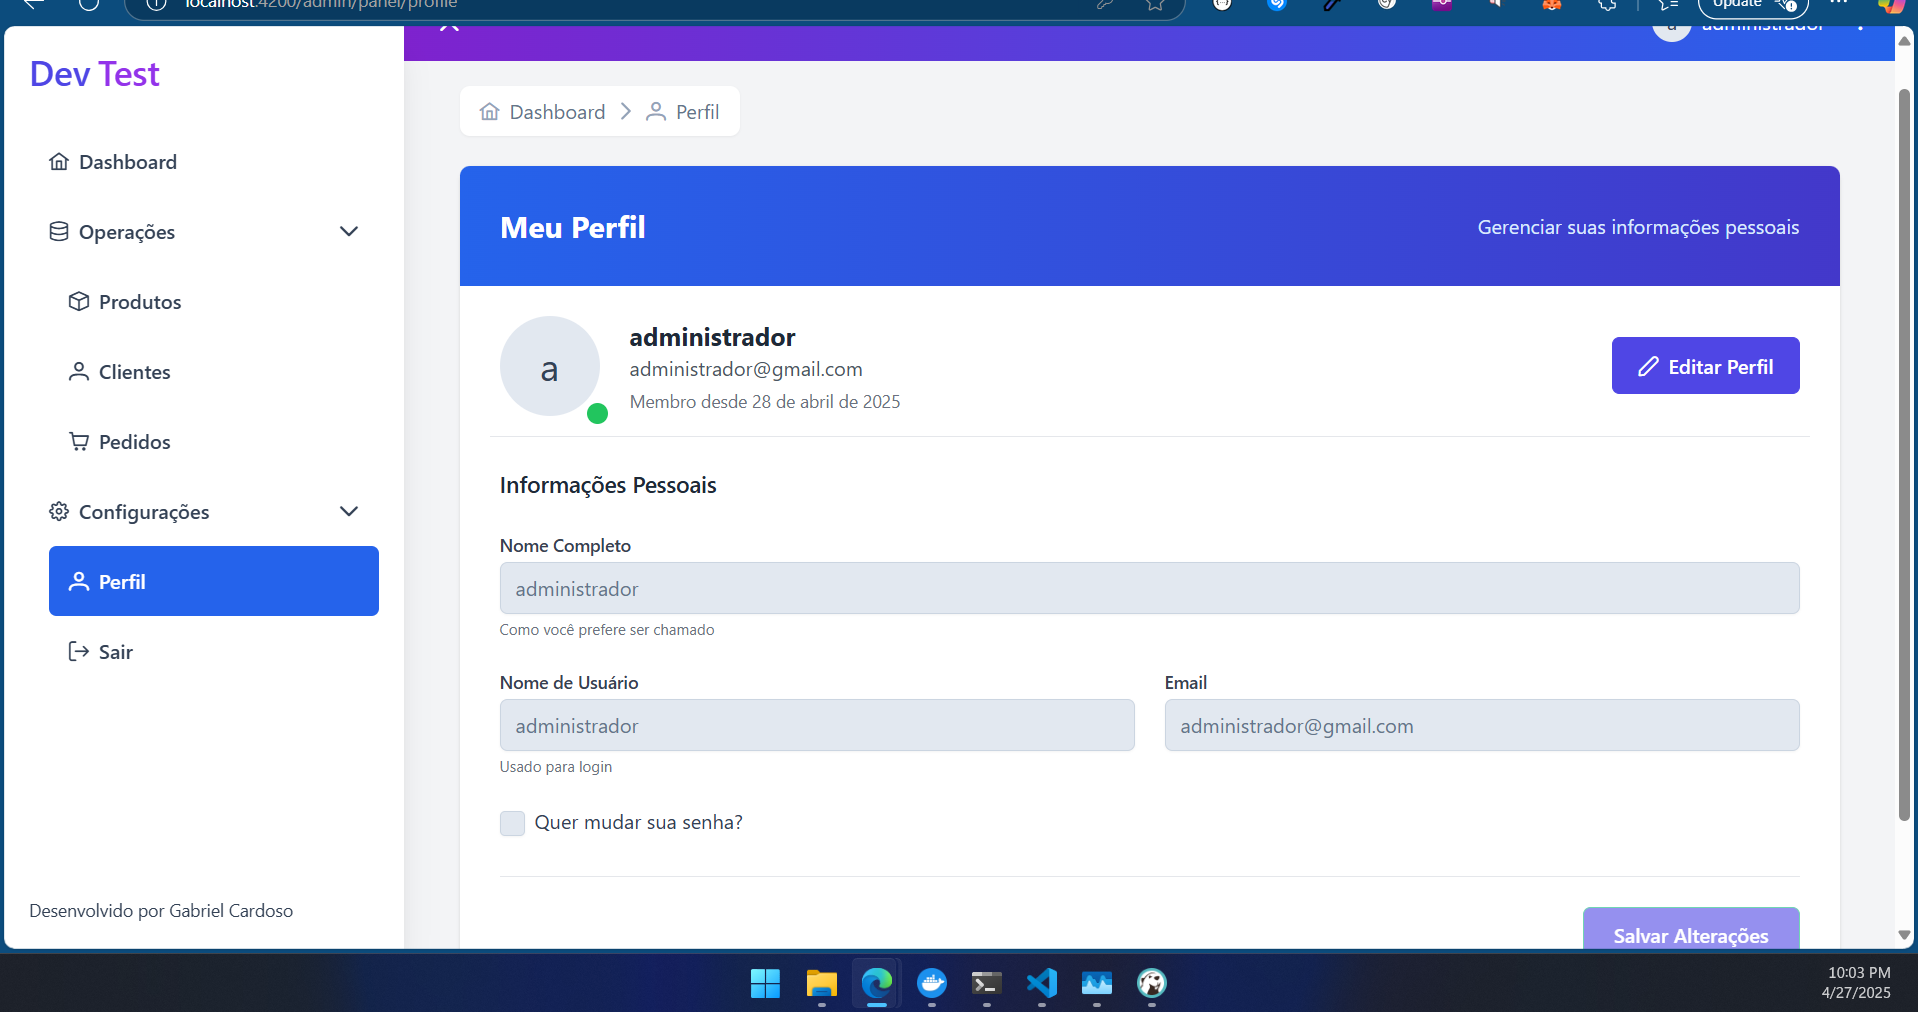 localhost:4200/admin/panel/profile
Update
Dev Test
a administrador
Dashboard
Operações
Produtos
Clientes
Pedidos
Configurações
Perfil
Sair
Desenvolvido por Gabriel Cardoso
Dashboard Perfil
Meu Perfil
Gerenciar suas informações pessoais
a
administrador
administrador@gmail.com
Membro desde 28 de abril de 2025
Editar Perfil
Informações Pessoais
Nome Completo
administrador
Como você prefere ser chamado
Nome de Usuário
administrador
Usado para login
Email
administrador@gmail.com
Quer mudar sua senha?
Salvar Alterações
10:03 PM
4/27/2025